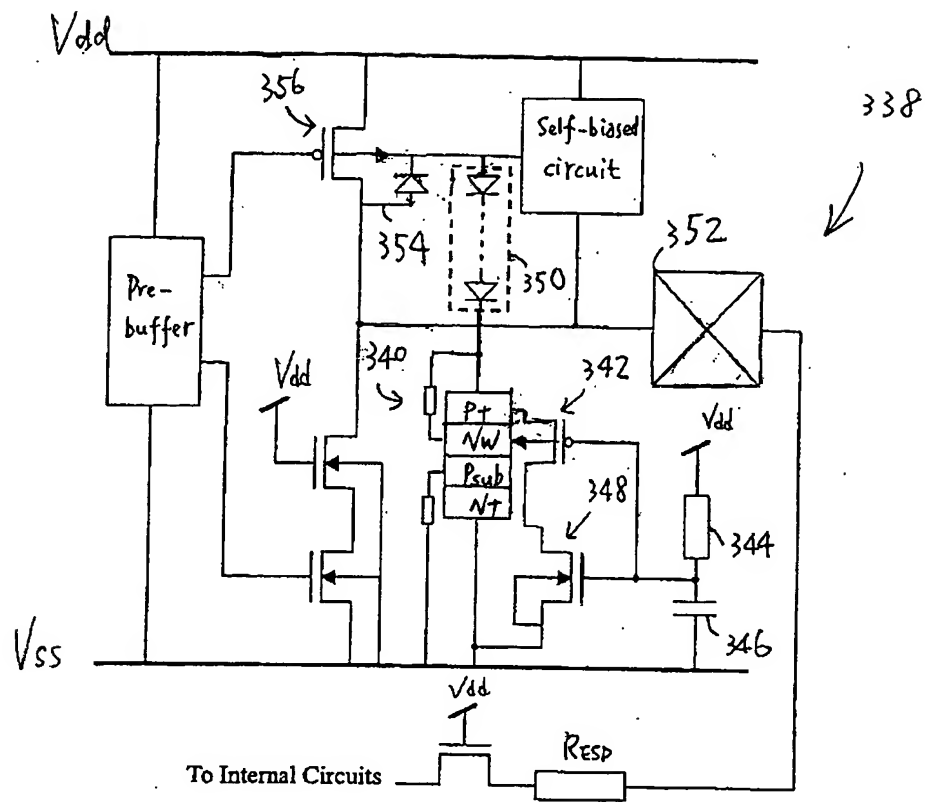 Vdd
356
338
Self-biased
circuit
354
350
352
Pre-
buffer
Vdd
340
342
Vdd
P+
NW
Psub
N+
348
344
346
Vss
Vdd
RESD
To Internal Circuits